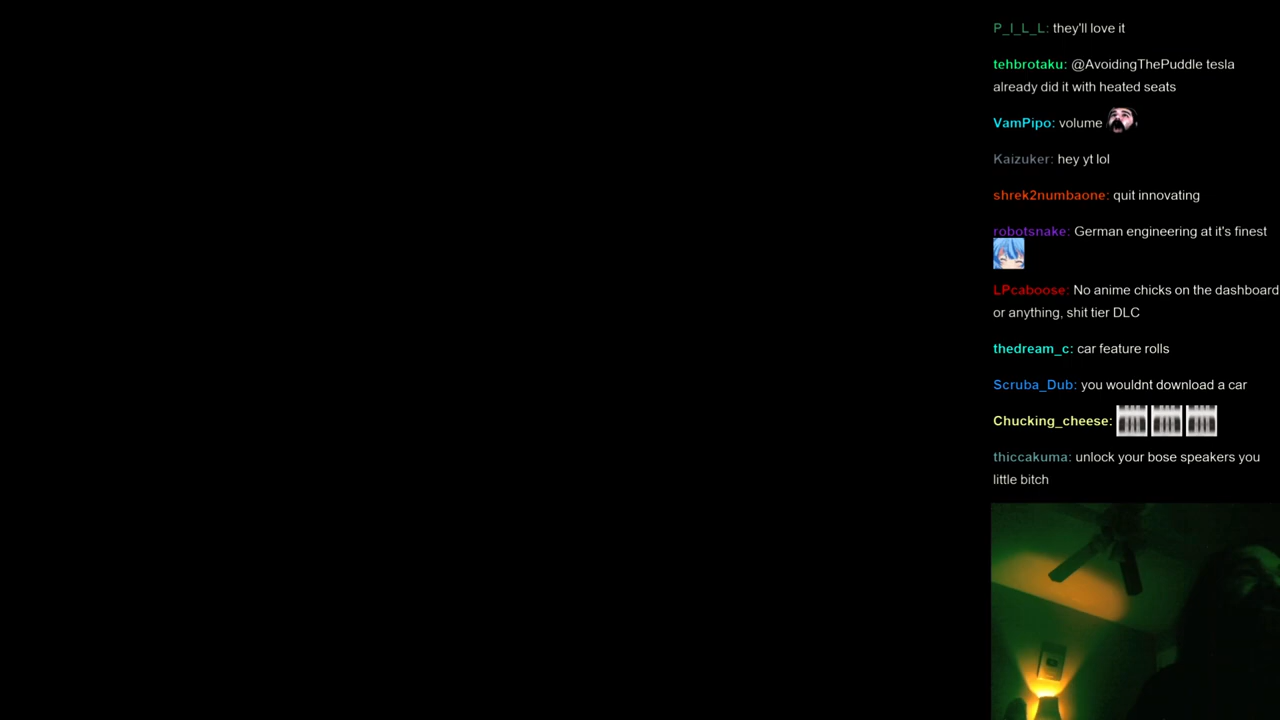 P_I_L_L: they'll love it
tehbrotaku: @AvoidingThePuddle tesla
already did it with heated seats
VamPipo: volume
Kaizuker: hey yt lol
shrek2numbaone: quit innovating
robotsnake: German engineering at it's finest
LPcaboose: No anime chicks on the dashboard
or anything, shit tier DLC
thedream_c: car feature rolls
Scruba_Dub: you wouldnt download a car
Chucking_cheese:
thiccakuma: unlock your bose speakers you
little bitch